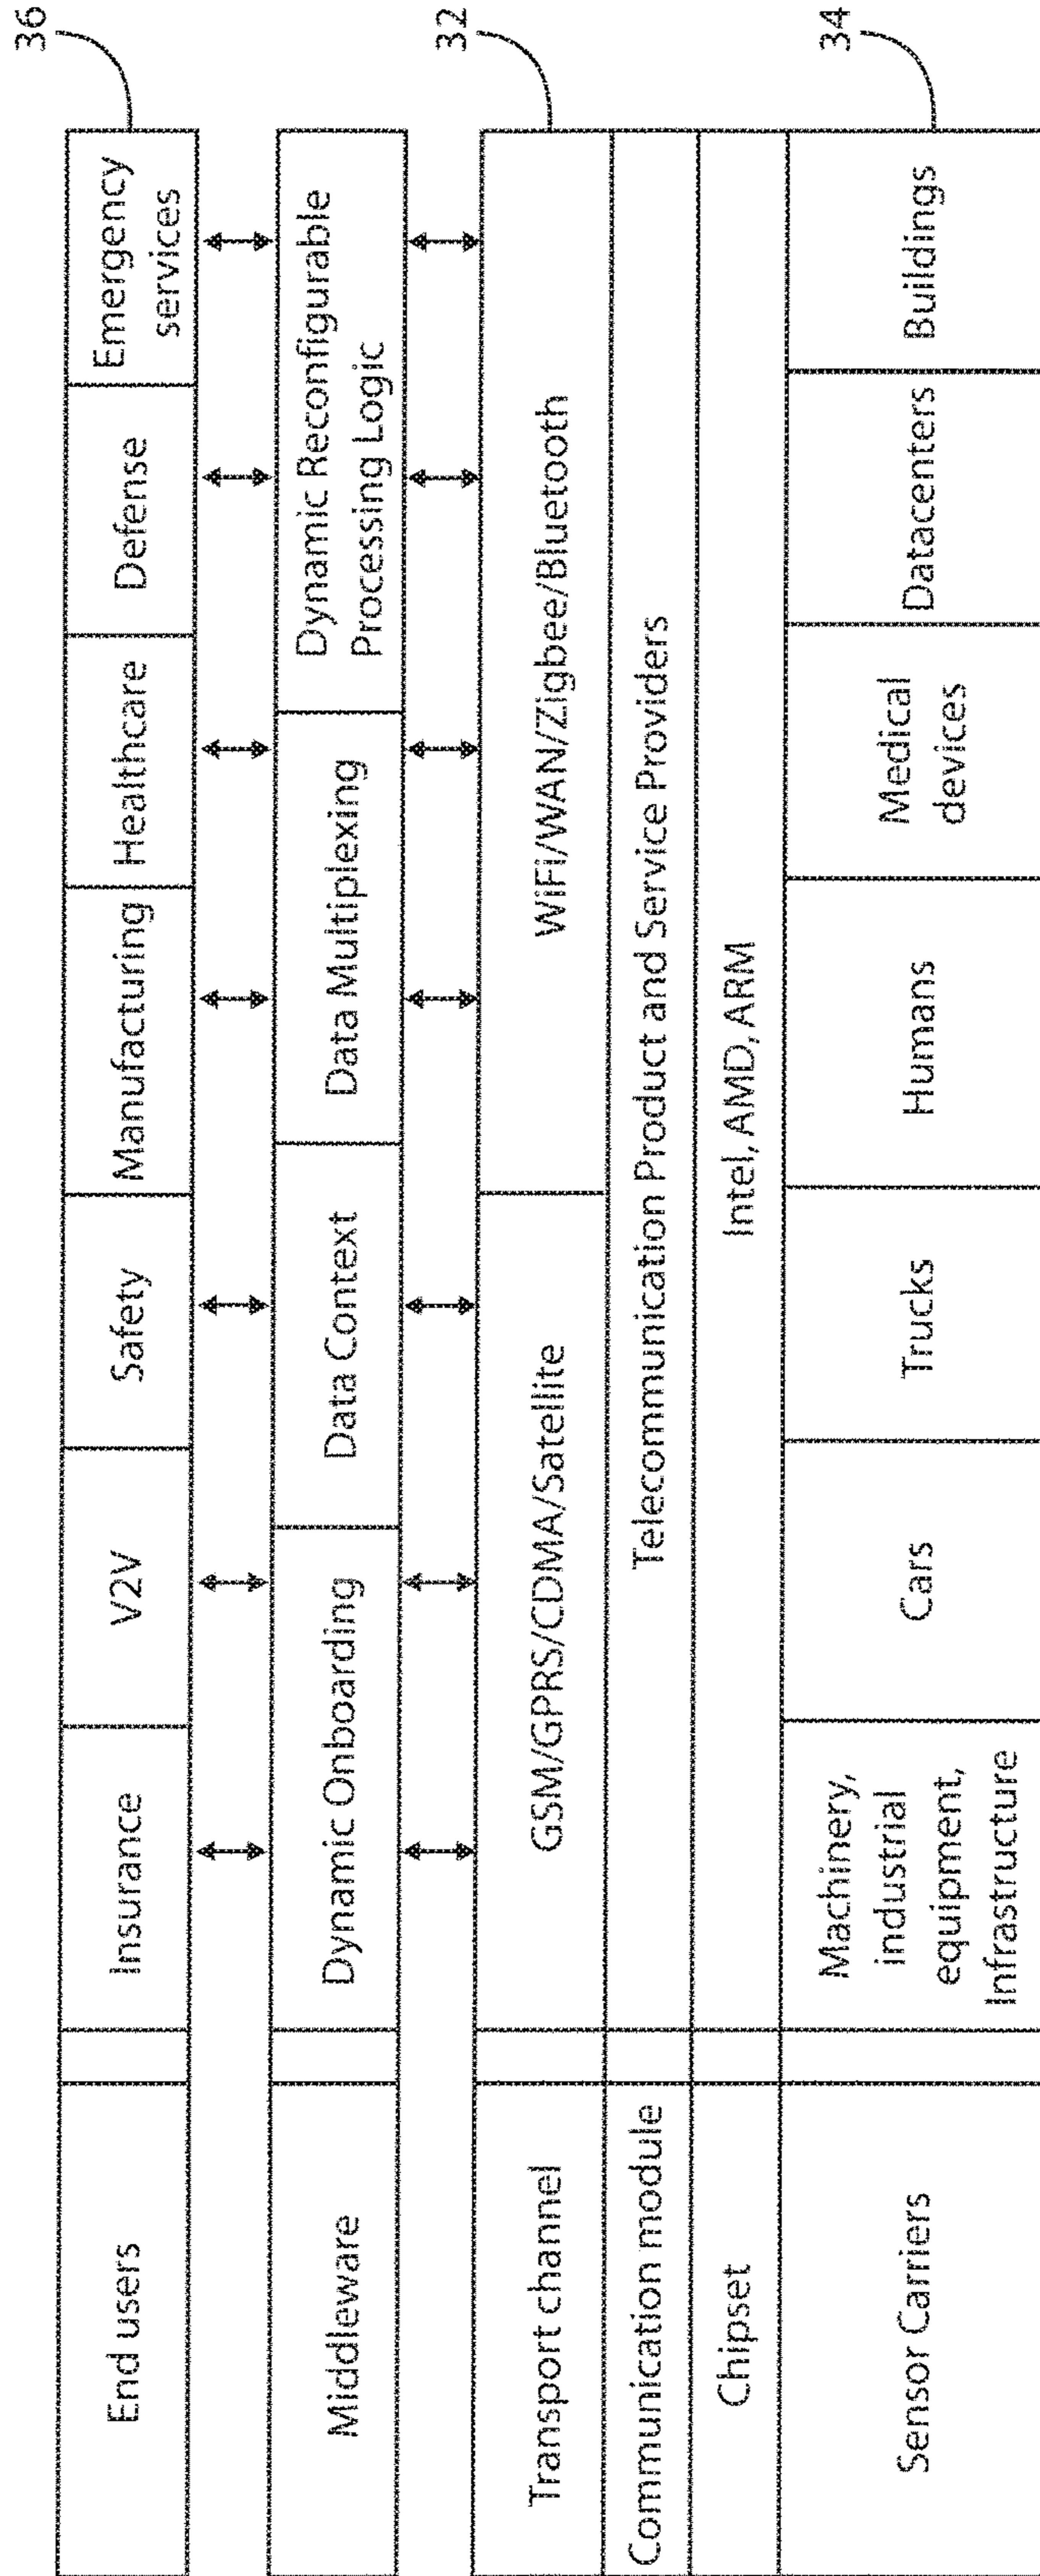 End users
Insurance
V2V
Safety
Manufacturing
Healthcare
Defense
Emergency
services
36
Middleware
Dynamic Onboarding
Data Context
Data Multiplexing
Dynamic Reconfigurable
Processing Logic
Transport channel
GSM/GPRS/CDMA/Satellite
WiFi/WAN/Zigbee/Bluetooth
32
Communication module
Telecommunication Product and Service Providers
Chipset
Intel, AMD, ARM
Sensor Carriers
Machinery,
industrial
equipment,
Infrastructure
Cars
Trucks
Humans
Medical
devices
Datacenters
Buildings
34